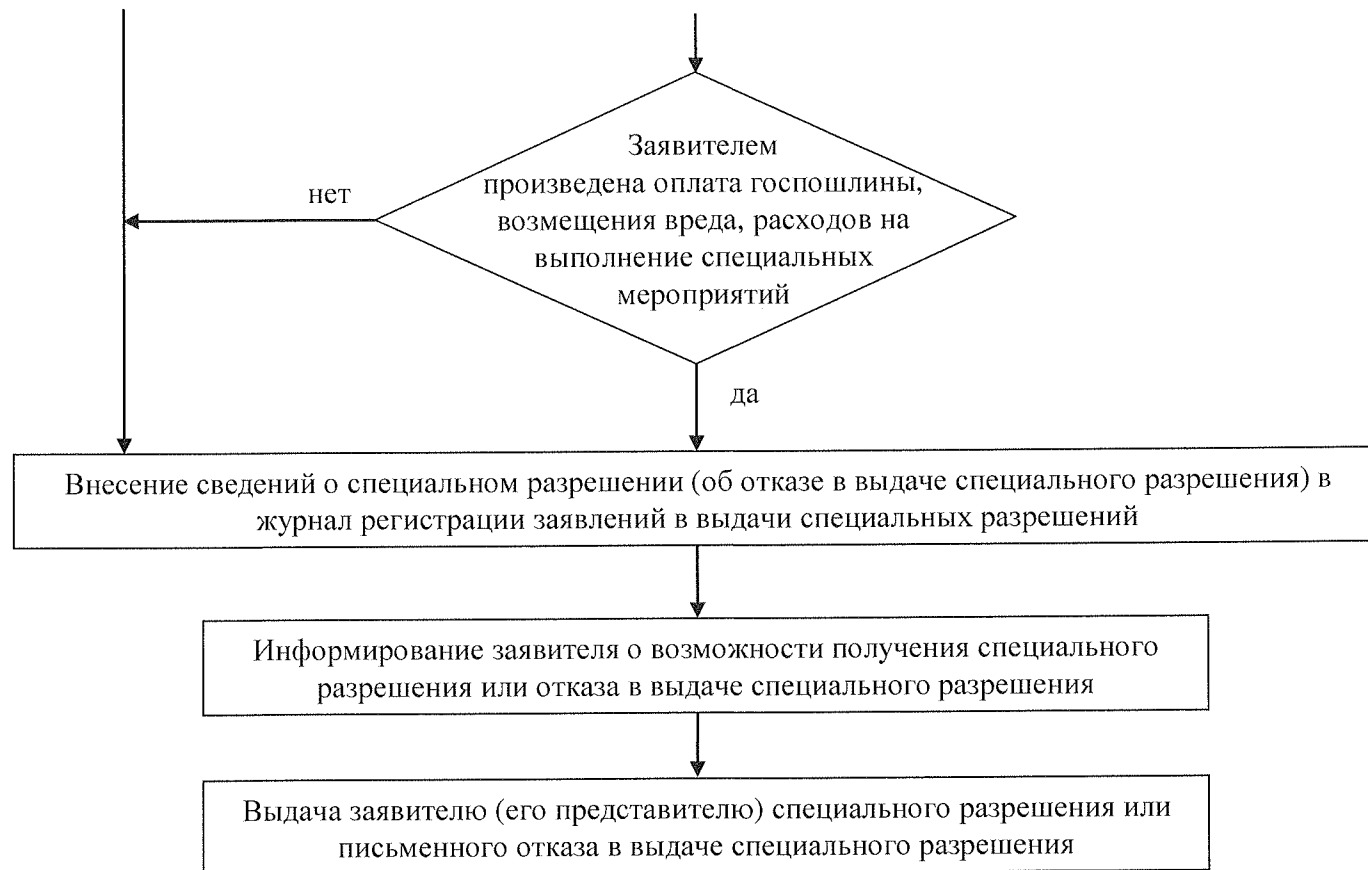 Заявителем
произведена оплата госпошлины,
нет
возмещения вреда, расходов на
выполнение специальных
мероприятий
да
Внесение сведений о специальном разрешении (об отказе в выдаче специального разрешения) в
журнал регистрации заявлений в выдачи специальных разрешений
Информирование заявителя о возможности получения специального
разрешения или отказа в выдаче специального разрешения
Выдача заявителю (его представителю) специального разрешения или
письменного отказа в выдаче специального разрешения